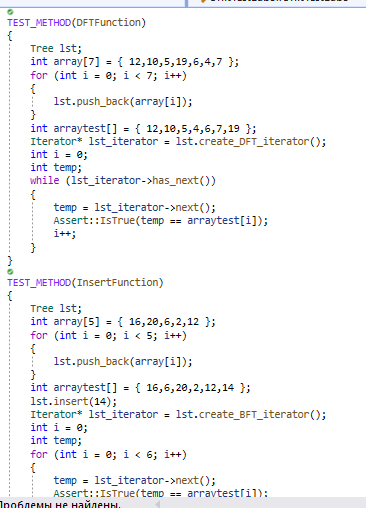 TEST_METHOD(DFTFunction)
{
    Tree lst;
    int array[7] = { 12,10,5,19,6,4,7 };
    for (int i = 0; i < 7; i++)
    {
        lst.push_back(array[i]);
    }
    int arraytest[] = { 12,10,5,4,6,7,19 };
    Iterator* lst_iterator = lst.create_DFT_iterator();
    int i = 0;
    int temp;
    while (lst_iterator->has_next())
    {
        temp = lst_iterator->next();
        Assert::IsTrue(temp == arraytest[i]);
        i++;
    }
}
TEST_METHOD(InsertFunction)
{
    Tree lst;
    int array[5] = { 16,20,6,2,12 };
    for (int i = 0; i < 5; i++)
    {
        lst.push_back(array[i]);
    }
    int arraytest[] = { 16,6,20,2,12,14 };
    lst.insert(14);
    Iterator* lst_iterator = lst.create_BFT_iterator();
    int i = 0;
    int temp;
    for (int i = 0; i < 6; i++)
    {
        temp = lst_iterator->next();
        Assert::IsTrue(temp == arraytest[i]);
Проблемы не найдены.